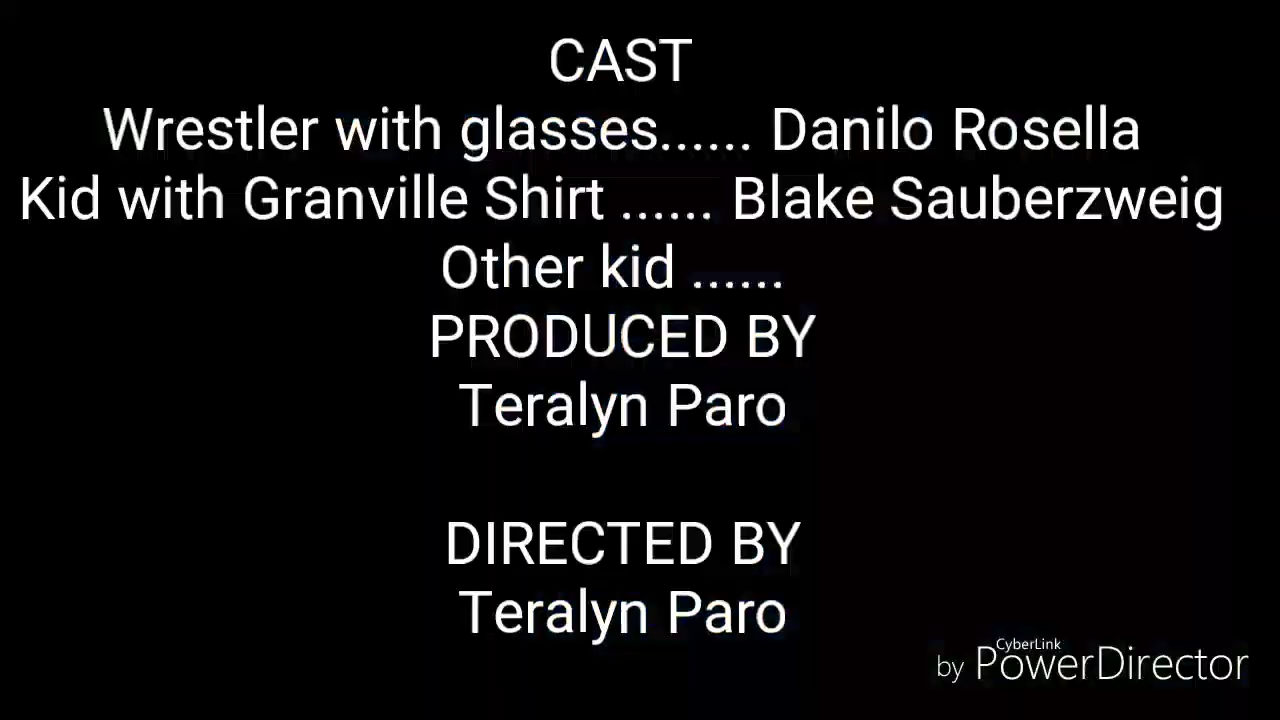 CAST
Wrestler with glasses...... Danilo Rosella
Kid with Granville Shirt ...... Blake Sauberzweig
Other kid ......
PRODUCED BY
Teralyn Paro
DIRECTED BY
Teralyn Paro
CyberLink
by PowerDirector